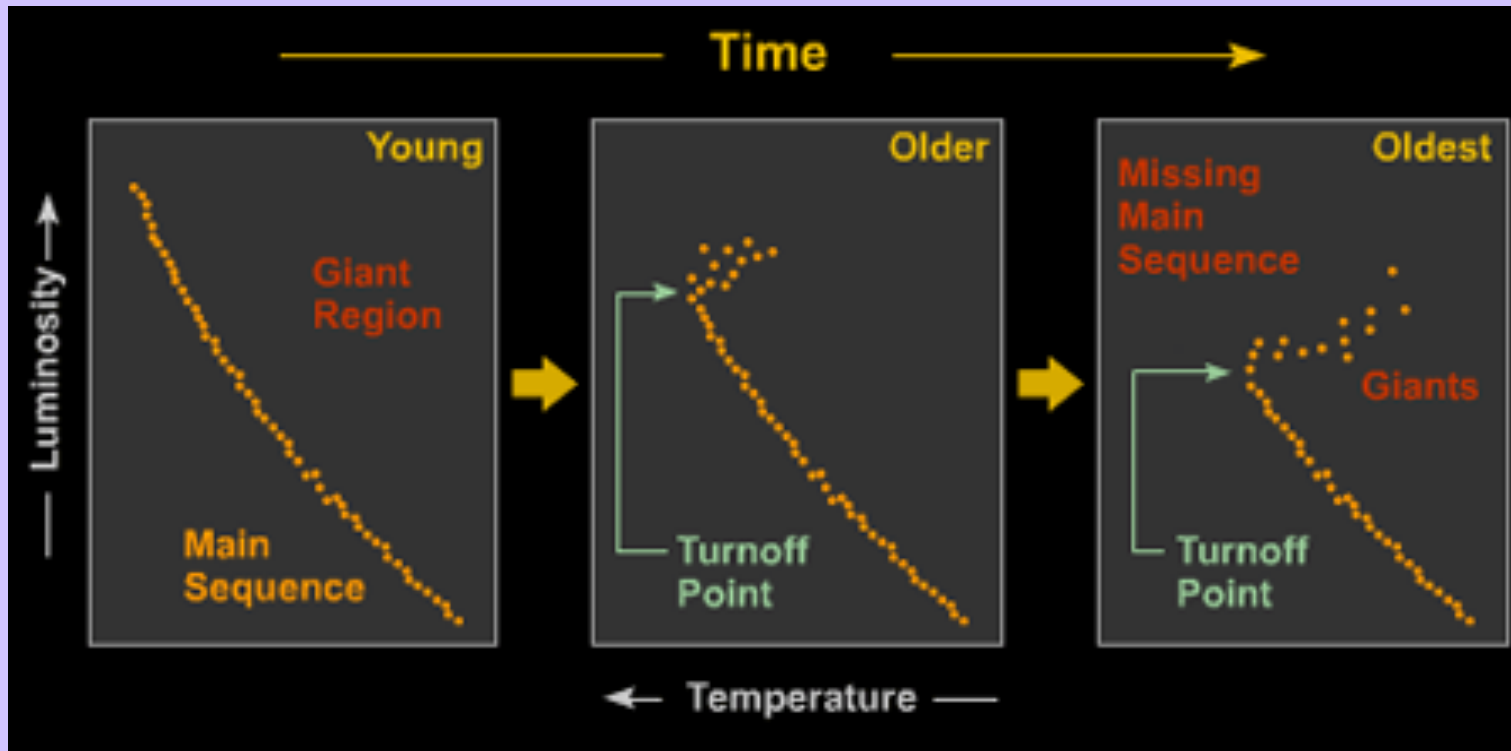 Time
Young
Giant
Region
Main
Sequence
Luminosity
Older
Turnoff
Point
Oldest
Missing
Main
Sequence
Giants
Turnoff
Point
Temperature